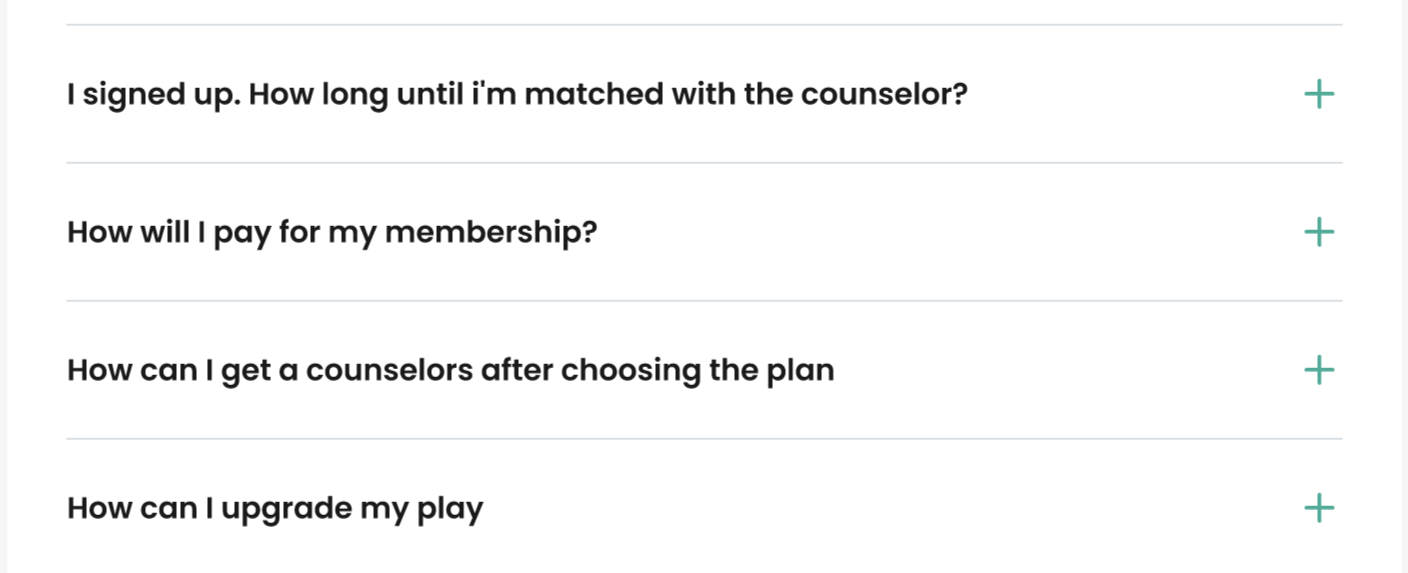 I signed up. How long until i'm matched with the counselor?
How will I pay for my membership?
How can I get a counselors after choosing the plan
How can I upgrade my play